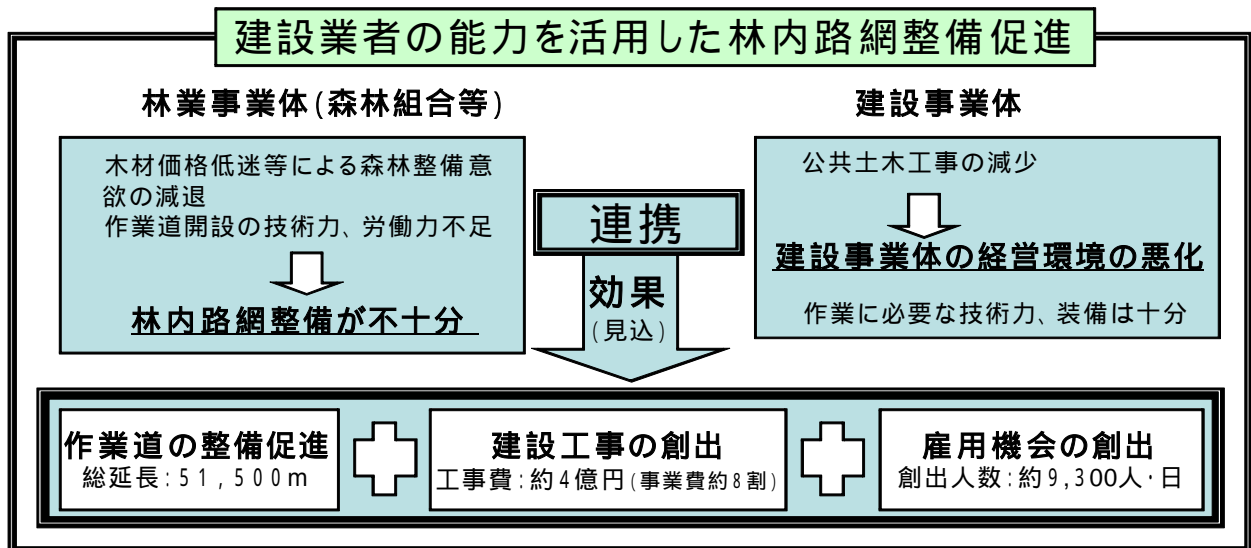 建設業者の能力を活用した林内路網整備促進
林業事業体(森林組合等)
木材価格低迷等による森林整備意
欲の減退
作業道開設の技術力、労働力不足
林内路網整備が不十分
連携
効果
(見込)
建設事業体
公共土木工事の減少
建設事業体の経営環境の悪化
作業に必要な技術力、装備は十分
作業道の整備促進
総延長:51,500m
建設工事の創出
工事費:約4億円(事業費約8割)
雇用機会の創出
創出人数:約9,300人・日